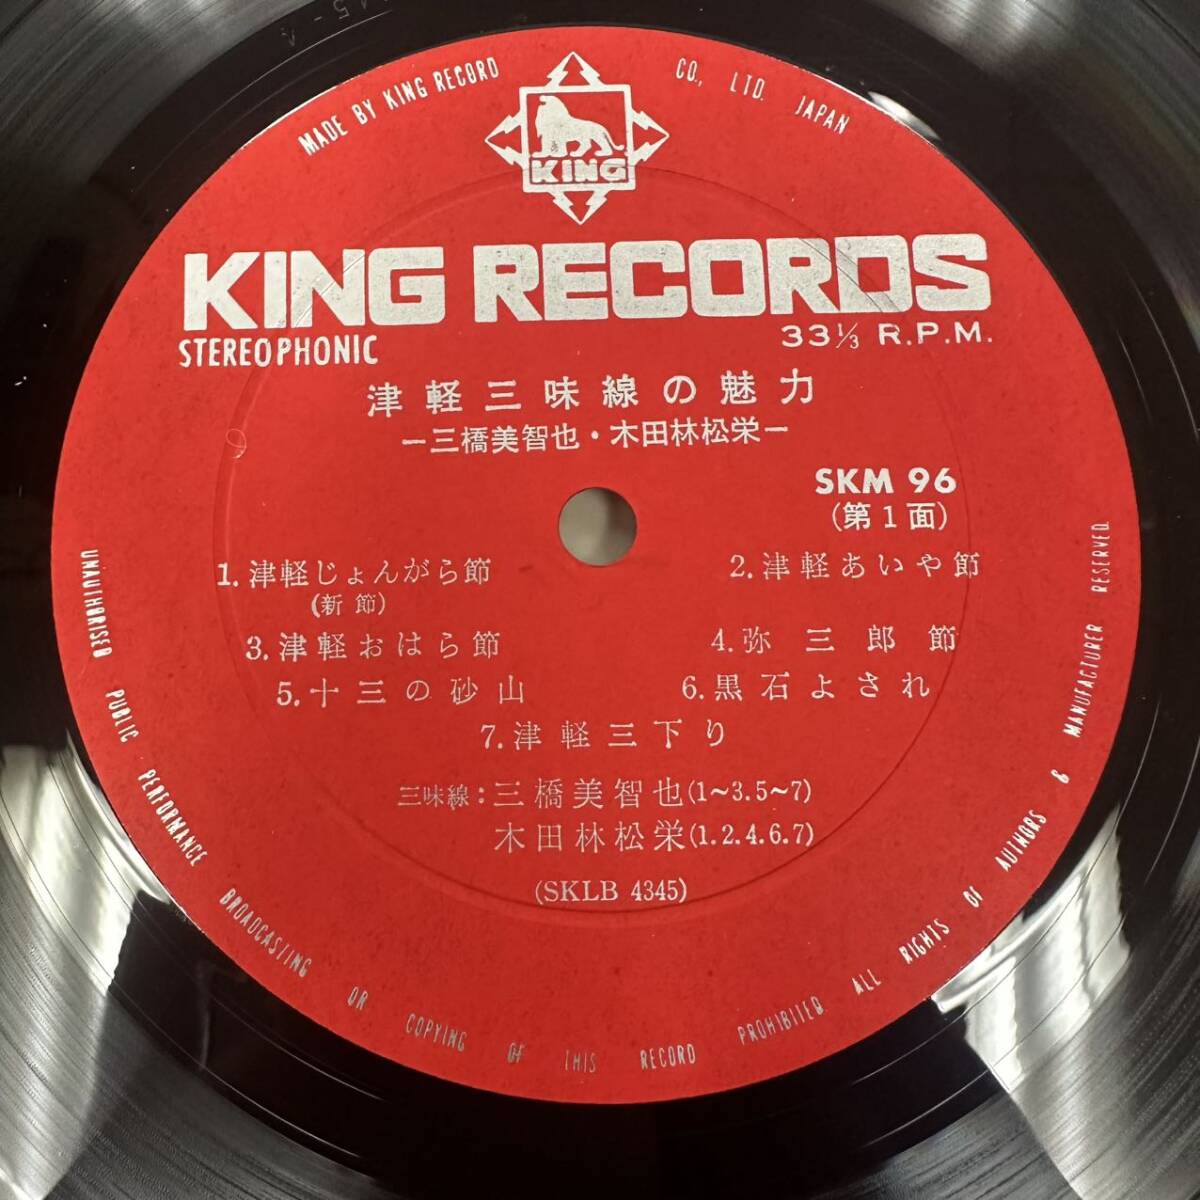 MADE BY KING RECORD CO., LTD. JAPAN
KING
KING RECORDS
STEREOPHONIC
33 1/3 R.P.M.
津軽三味線の魅力
ー三橋美智也・木田林松栄ー
SKM 96
(第1面)
1.津軽じょんがら節
(新節)
2.津軽あいや節
3.津軽おはら節
4.弥三郎節
5.十三の砂山
6.黒石よされ
7.津軽三下り
三味線:三橋美智也(1~3.5~7)
木田林松栄(1.2.4.6.7)
(SKLB 4345)
UNAUTHORISED PUBLIC PERFORMANCE BROADCASTING OR COPYING OF THIS RECORD PROHIBITED ALL RIGHTS OF AUTHORS & MANUFACTURER RESERVED.